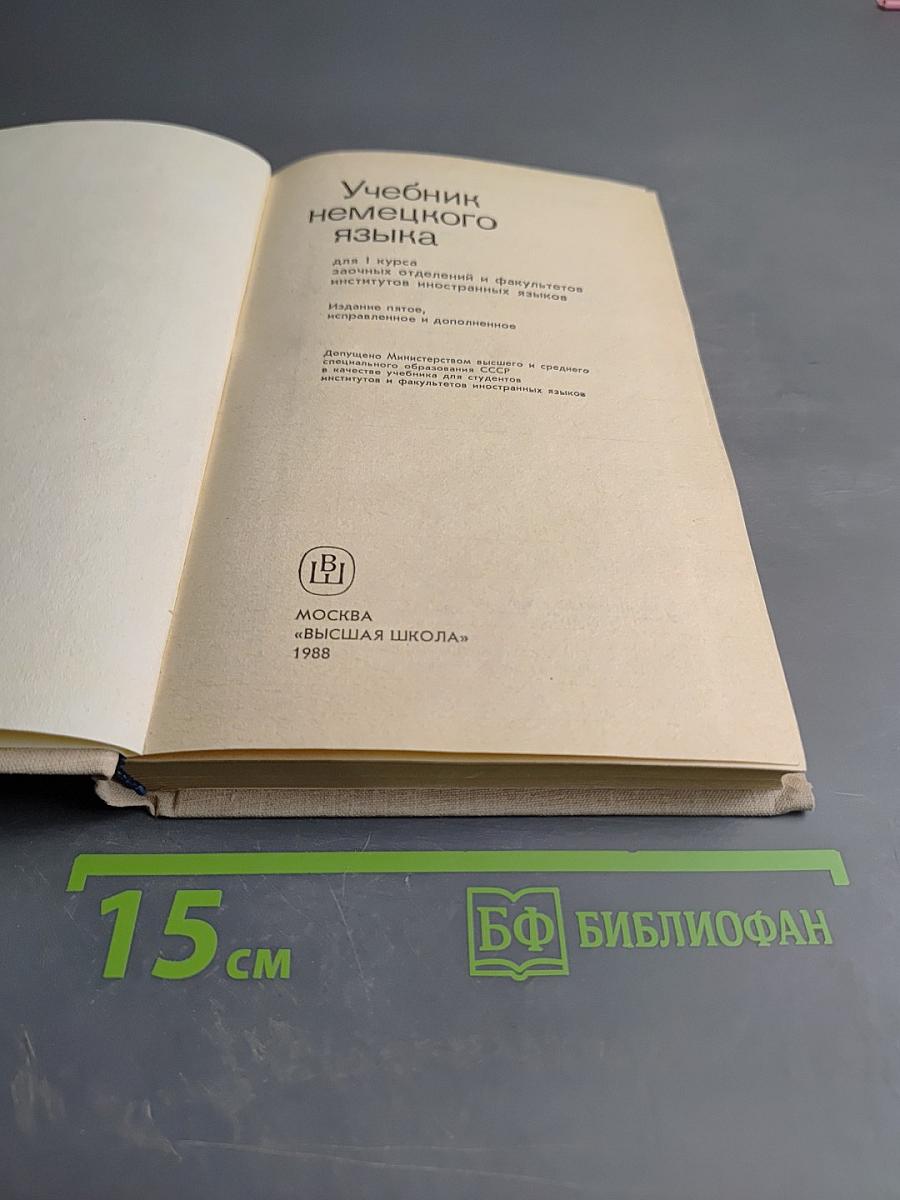 Учебник
немецкого
языка
для I курса
заочных отделений и факультетов
институтов иностранных языков
Издание пятое,
исправленное и дополненное
Допущено Министерством высшего и среднего
специального образования СССР
в качестве учебника для студентов
институтов и факультетов иностранных языков
ВШ
МОСКВА
«ВЫСШАЯ ШКОЛА»
1988
15 см
БФ БИБЛИОФАН